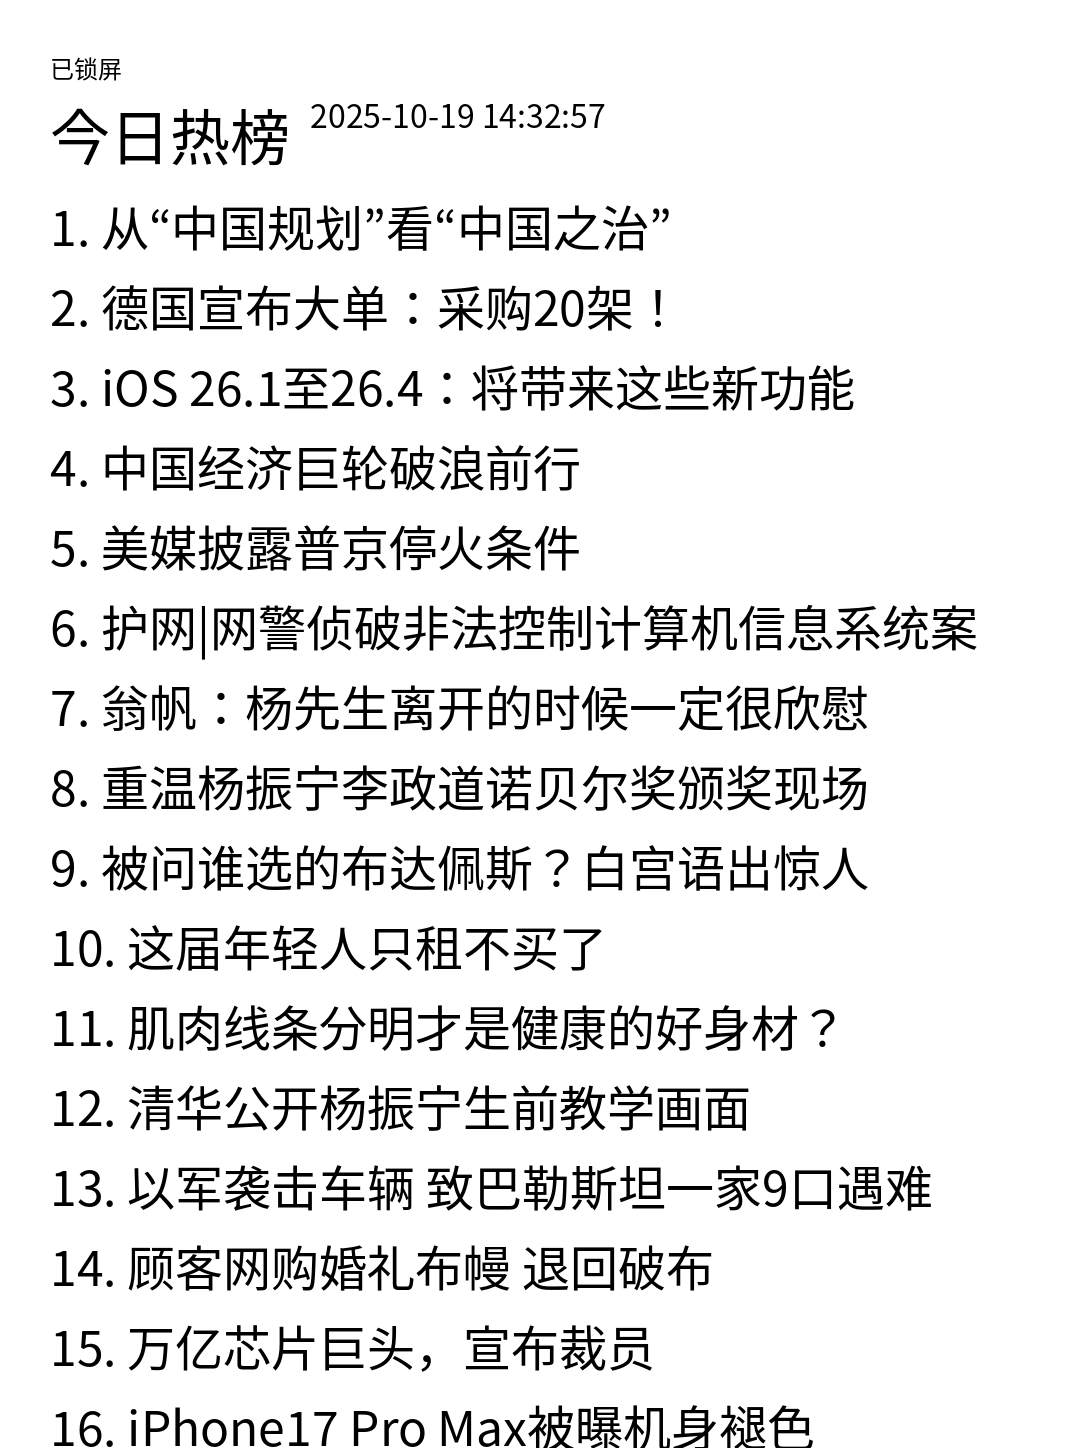 已锁屏
今日热榜 2025-10-19 14:32:57
1. 从“中国规划”看“中国之治”
2. 德国宣布大单：采购20架！
3. iOS 26.1至26.4：将带来这些新功能
4. 中国经济巨轮破浪前行
5. 美媒披露普京停火条件
6. 护网|网警侦破非法控制计算机信息系统案
7. 翁帆：杨先生离开的时候一定很欣慰
8. 重温杨振宁李政道诺贝尔奖颁奖现场
9. 被问谁选的布达佩斯？白宫语出惊人
10. 这届年轻人只租不买了
11. 肌肉线条分明才是健康的好身材？
12. 清华公开杨振宁生前教学画面
13. 以军袭击车辆 致巴勒斯坦一家9口遇难
14. 顾客网购婚礼布幔 退回破布
15. 万亿芯片巨头，宣布裁员
16. iPhone17 Pro Max被曝机身褪色